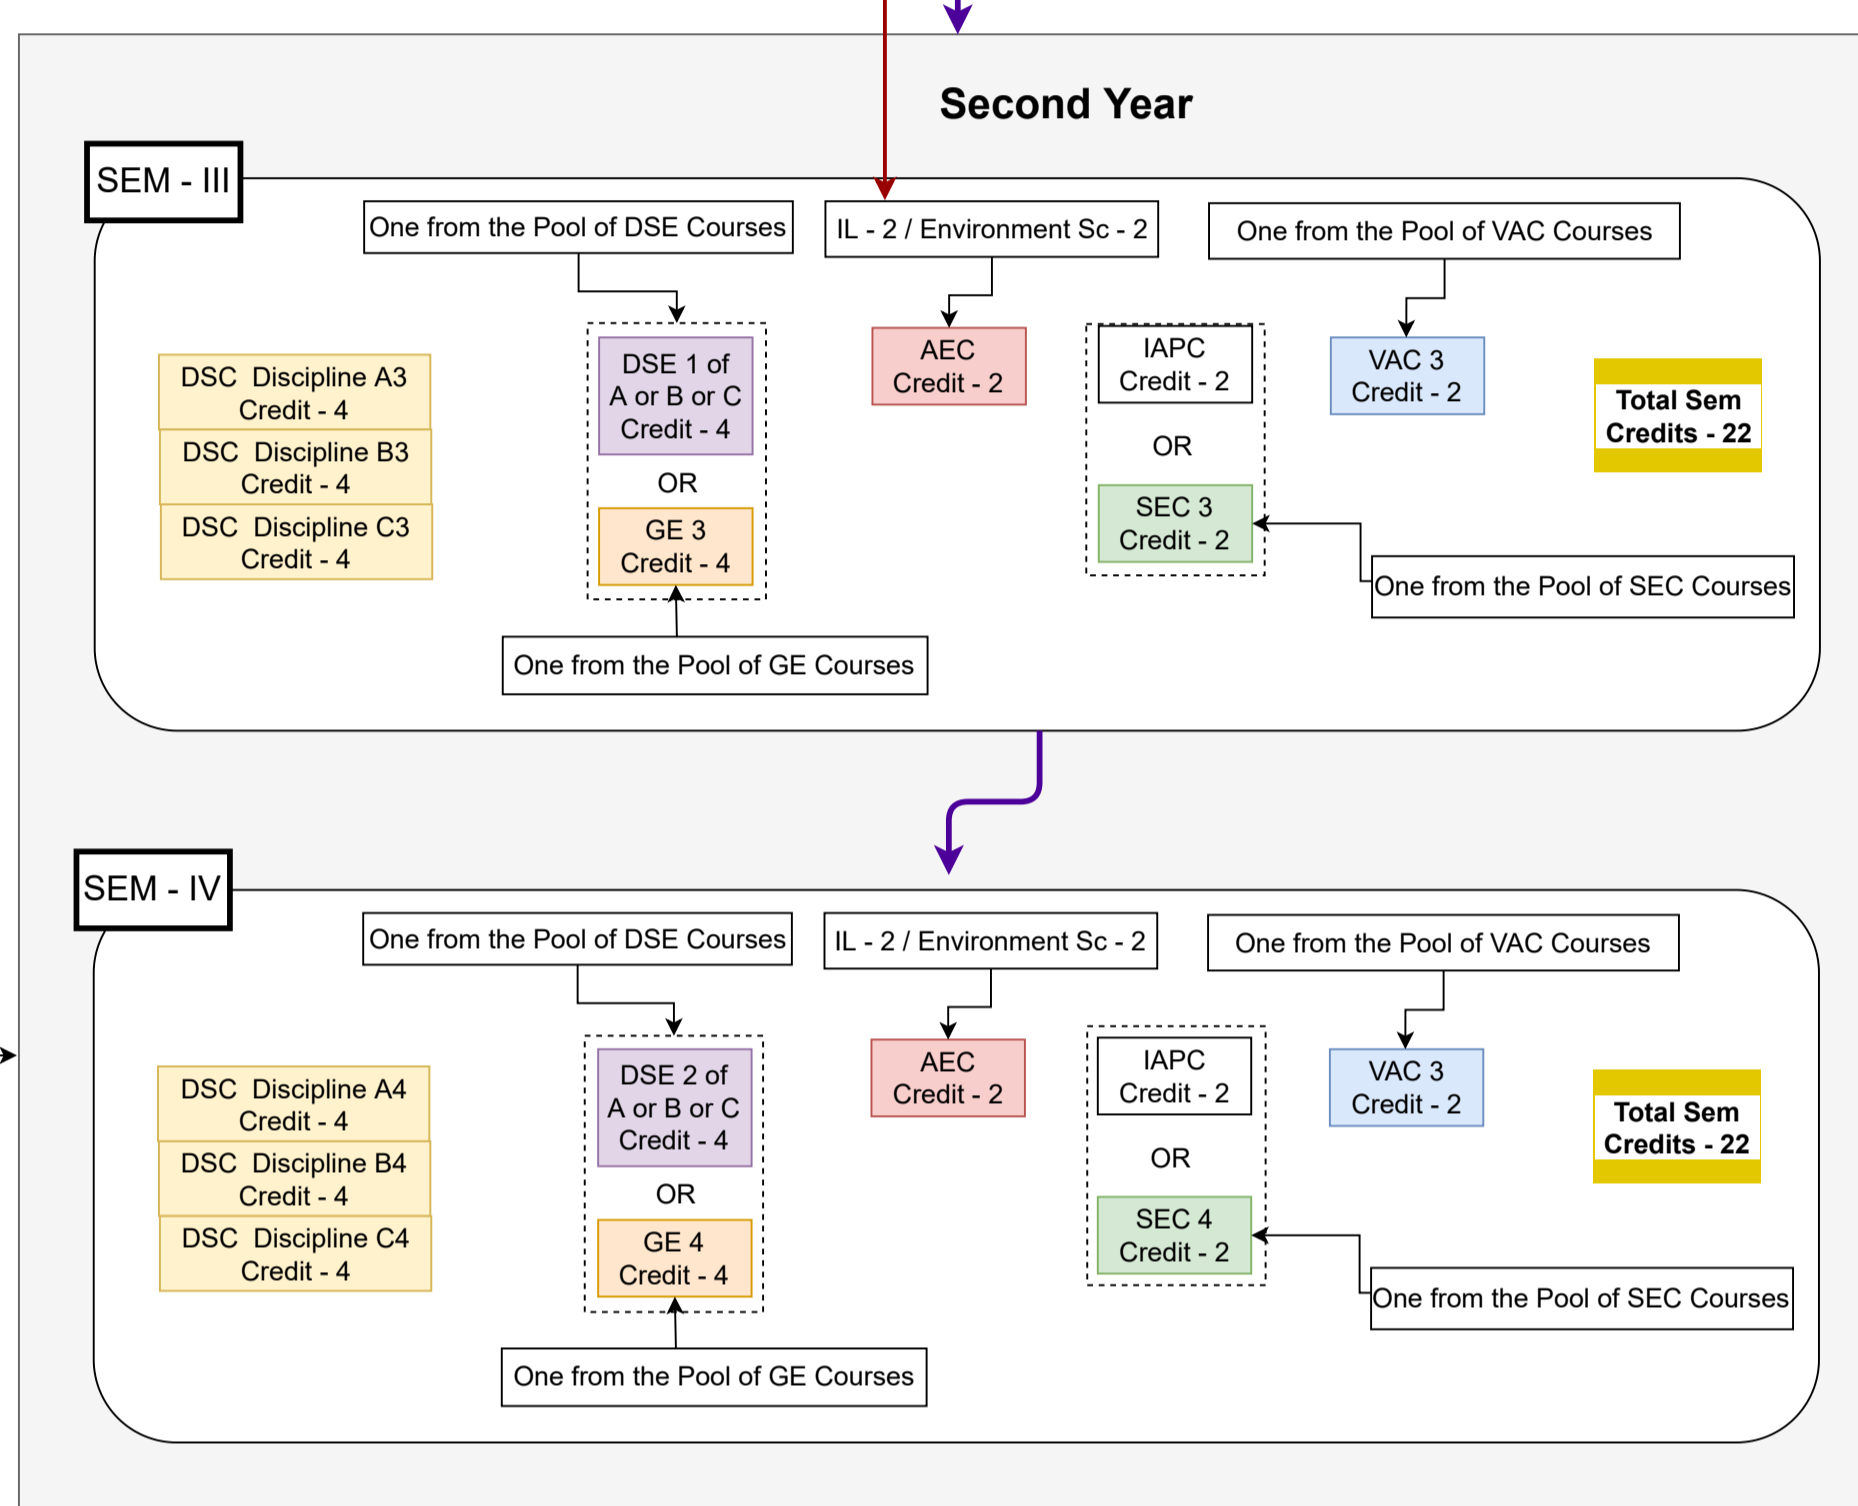 Second Year
SEM - III
One from the Pool of DSE Courses
IL - 2 / Environment Sc - 2
One from the Pool of VAC Courses
DSC  Discipline A3
Credit - 4
DSC  Discipline B3
Credit - 4
DSC  Discipline C3
Credit - 4
DSE 1 of
A or B or C
Credit - 4
OR
GE 3
Credit - 4
One from the Pool of GE Courses
AEC
Credit - 2
IAPC
Credit - 2
OR
SEC 3
Credit - 2
VAC 3
Credit - 2
One from the Pool of SEC Courses
Total Sem
Credits - 22
SEM - IV
One from the Pool of DSE Courses
IL - 2 / Environment Sc - 2
One from the Pool of VAC Courses
DSC  Discipline A4
Credit - 4
DSC  Discipline B4
Credit - 4
DSC  Discipline C4
Credit - 4
DSE 2 of
A or B or C
Credit - 4
OR
GE 4
Credit - 4
One from the Pool of GE Courses
AEC
Credit - 2
IAPC
Credit - 2
OR
SEC 4
Credit - 2
VAC 3
Credit - 2
One from the Pool of SEC Courses
Total Sem
Credits - 22